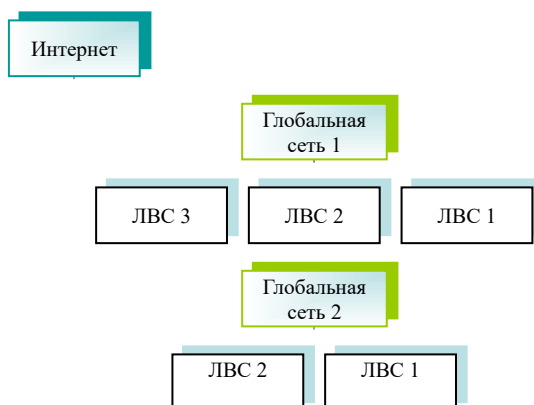 Интернет
Глобальная
сеть 1
ЛВС 3
ЛВС 2
ЛВС 1
Глобальная
сеть 2
ЛВС 2
ЛВС 1